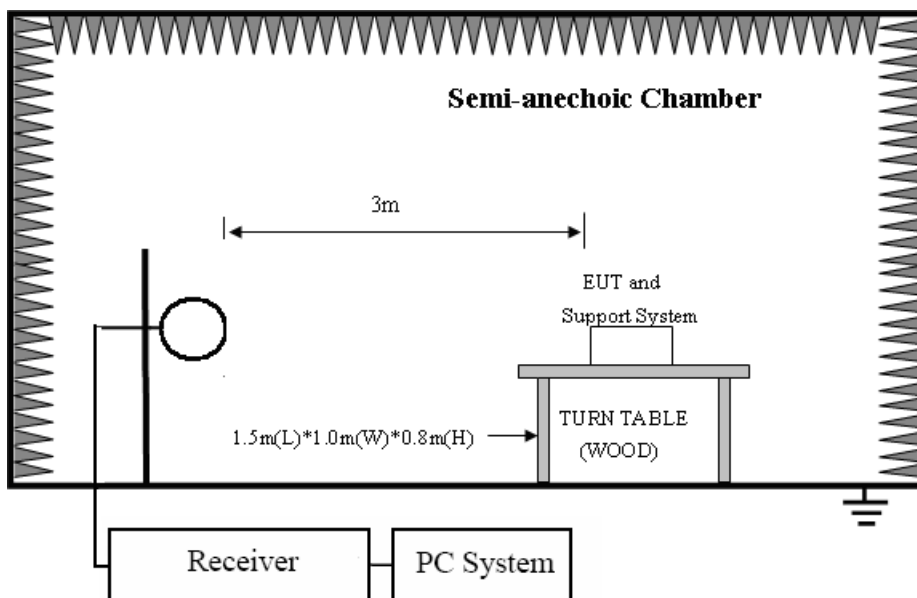 Semi-anechoic Chamber
3m
EUT and
Support System
1.5m(L)*1.0m(W)*0.8m(H)
TURN TABLE
(WOOD)
Receiver
PC System